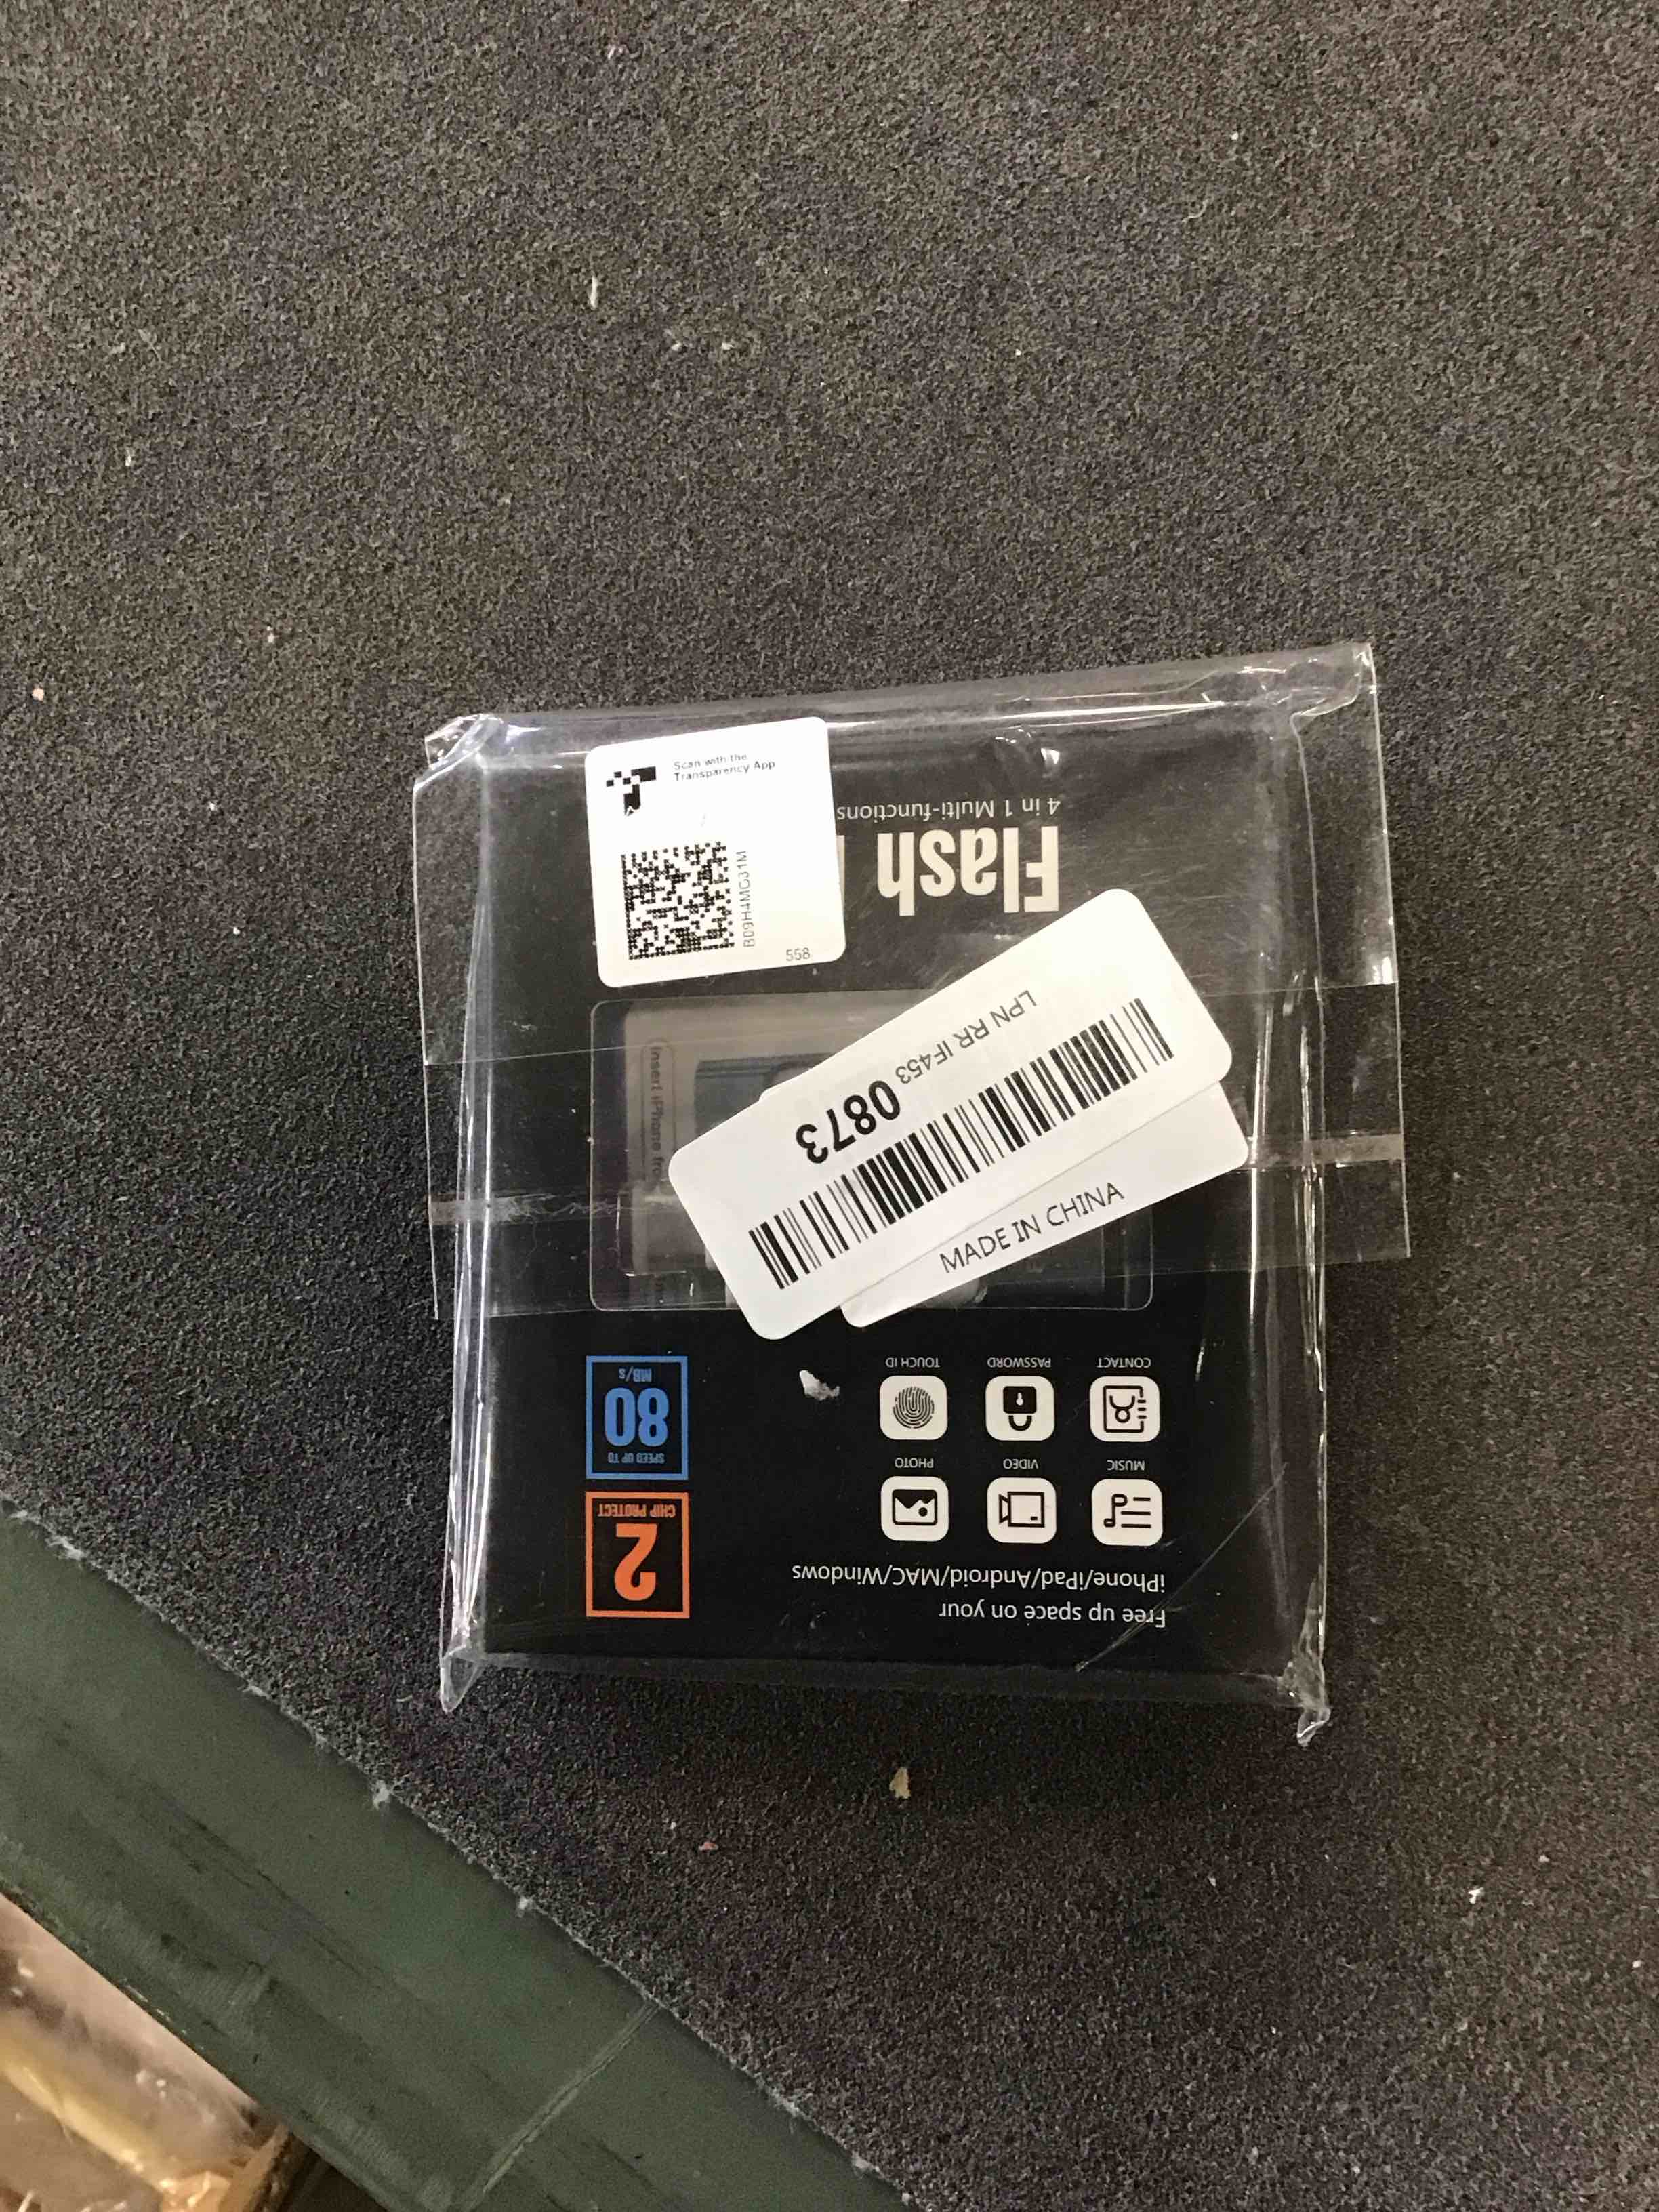 Scan with the
Transparency App
B09H4MG31M
558
4 in 1 Multi-functions
Flash
insert iPhone
LPN RR IF453 0873
MADE IN CHINA
Free up space on your
iPhone/iPad/Android/MAC/Windows
MUSIC
VIDEO
PHOTO
CONTACT
PASSWORD
TOUCH ID
2
CHIP PROTECT
SPEED UP TO
80
MB/s